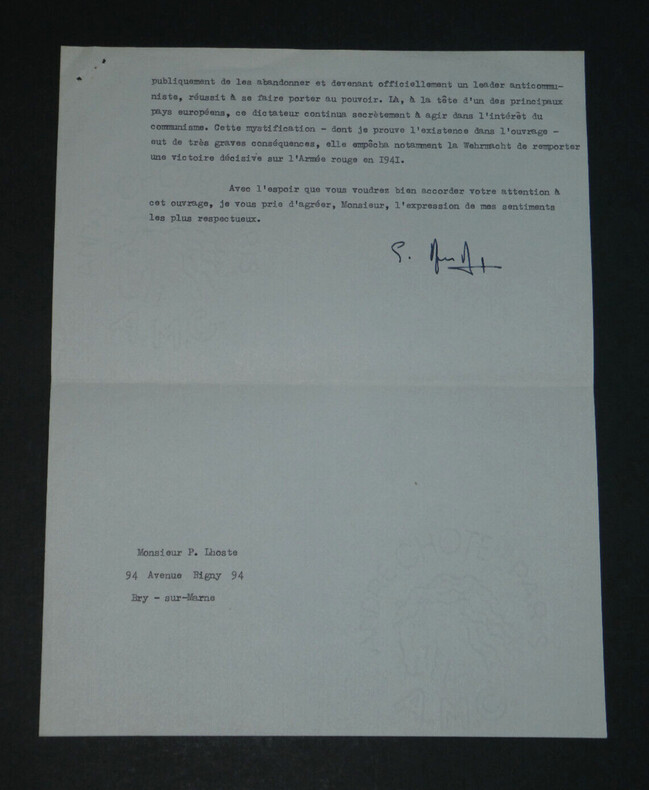 publiquement de les abandonner et devenant officiellement un leader anticommu-
niste, réussit à se faire porter au pouvoir. Là, à la tête d'un des principaux
pays européens, ce dictateur continua secrètement à agir dans l'intérêt du
communisme. Cette mystification - dont je prouve l'existence dans l'ouvrage -
eut de très graves conséquences, elle empêcha notamment la Wehrmacht de remporter
une victoire décisive sur l'Armée rouge en I94I.
Avec l'espoir que vous voudrez bien accorder votre attention à
cet ouvrage, je vous prie d'agréer, Monsieur, l'expression de mes sentiments
les plus respectueux.
Monsieur P. Lhoste
94 Avenue Rigny 94
Bry - sur-Marne